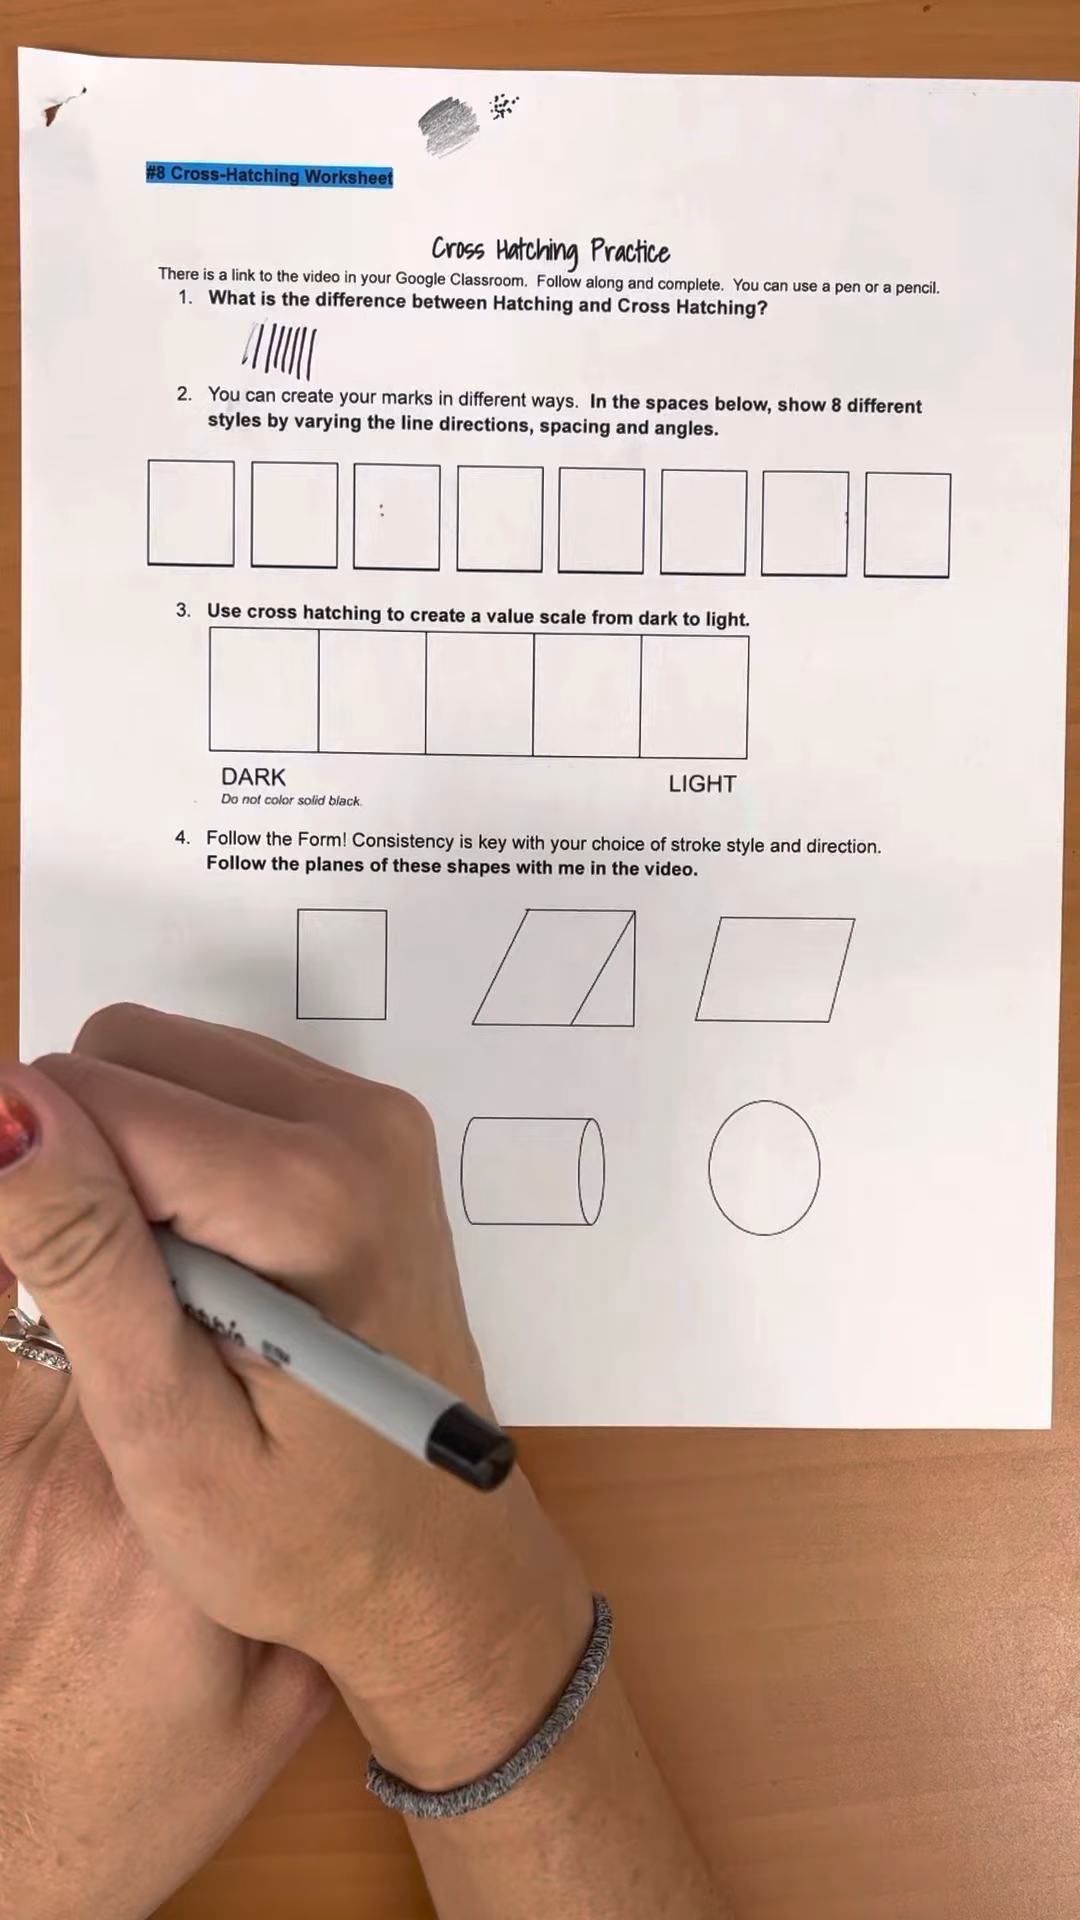 #8 Cross-Hatching Worksheet
Cross Hatching Practice
There is a link to the video in your Google Classroom. Follow along and complete. You can use a pen or a pencil.
1. What is the difference between Hatching and Cross Hatching?
2. You can create your marks in different ways. In the spaces below, show 8 different
styles by varying the line directions, spacing and angles.
3. Use cross hatching to create a value scale from dark to light.
DARK
LIGHT
Do not color solid black.
4. Follow the Form! Consistency is key with your choice of stroke style and direction.
Follow the planes of these shapes with me in the video.